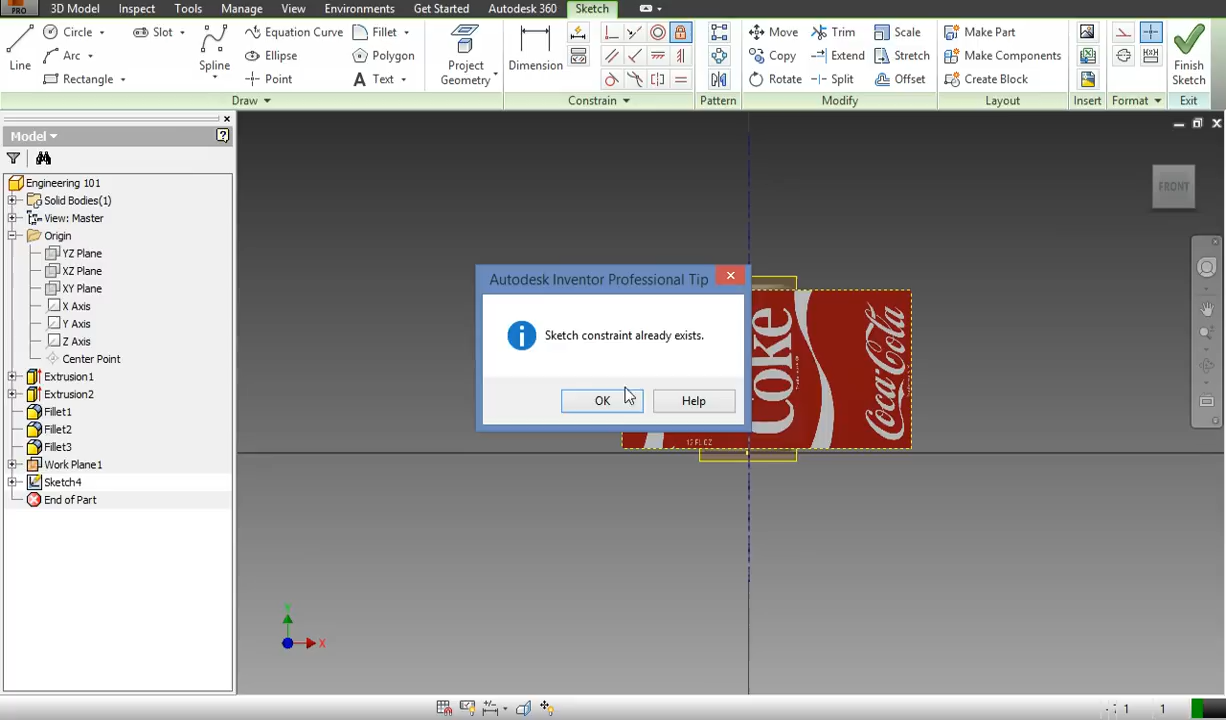 PRO
3D Model Inspect Tools Manage View Environments Get Started Autodesk 360 Sketch
Line
Circle
Arc
Rectangle
Slot
Spline
Equation Curve
Ellipse
Point
Fillet
Polygon
Text
Project
Geometry
Dimension
Move
Copy
Rotate
Trim
Extend
Split
Scale
Stretch
Offset
Make Part
Make Components
Create Block
Finish
Sketch
Draw Constrain Pattern Modify Layout Insert Format Exit
Model
Engineering 101
Solid Bodies(1)
View: Master
Origin
YZ Plane
XZ Plane
XY Plane
X Axis
Y Axis
Z Axis
Center Point
Extrusion1
Extrusion2
Fillet1
Fillet2
Fillet3
Work Plane1
Sketch4
End of Part
FRONT
Autodesk Inventor Professional Tip
Sketch constraint already exists.
OK Help
Coke
Coca-Cola
12 FL OZ
Y
X
1 1